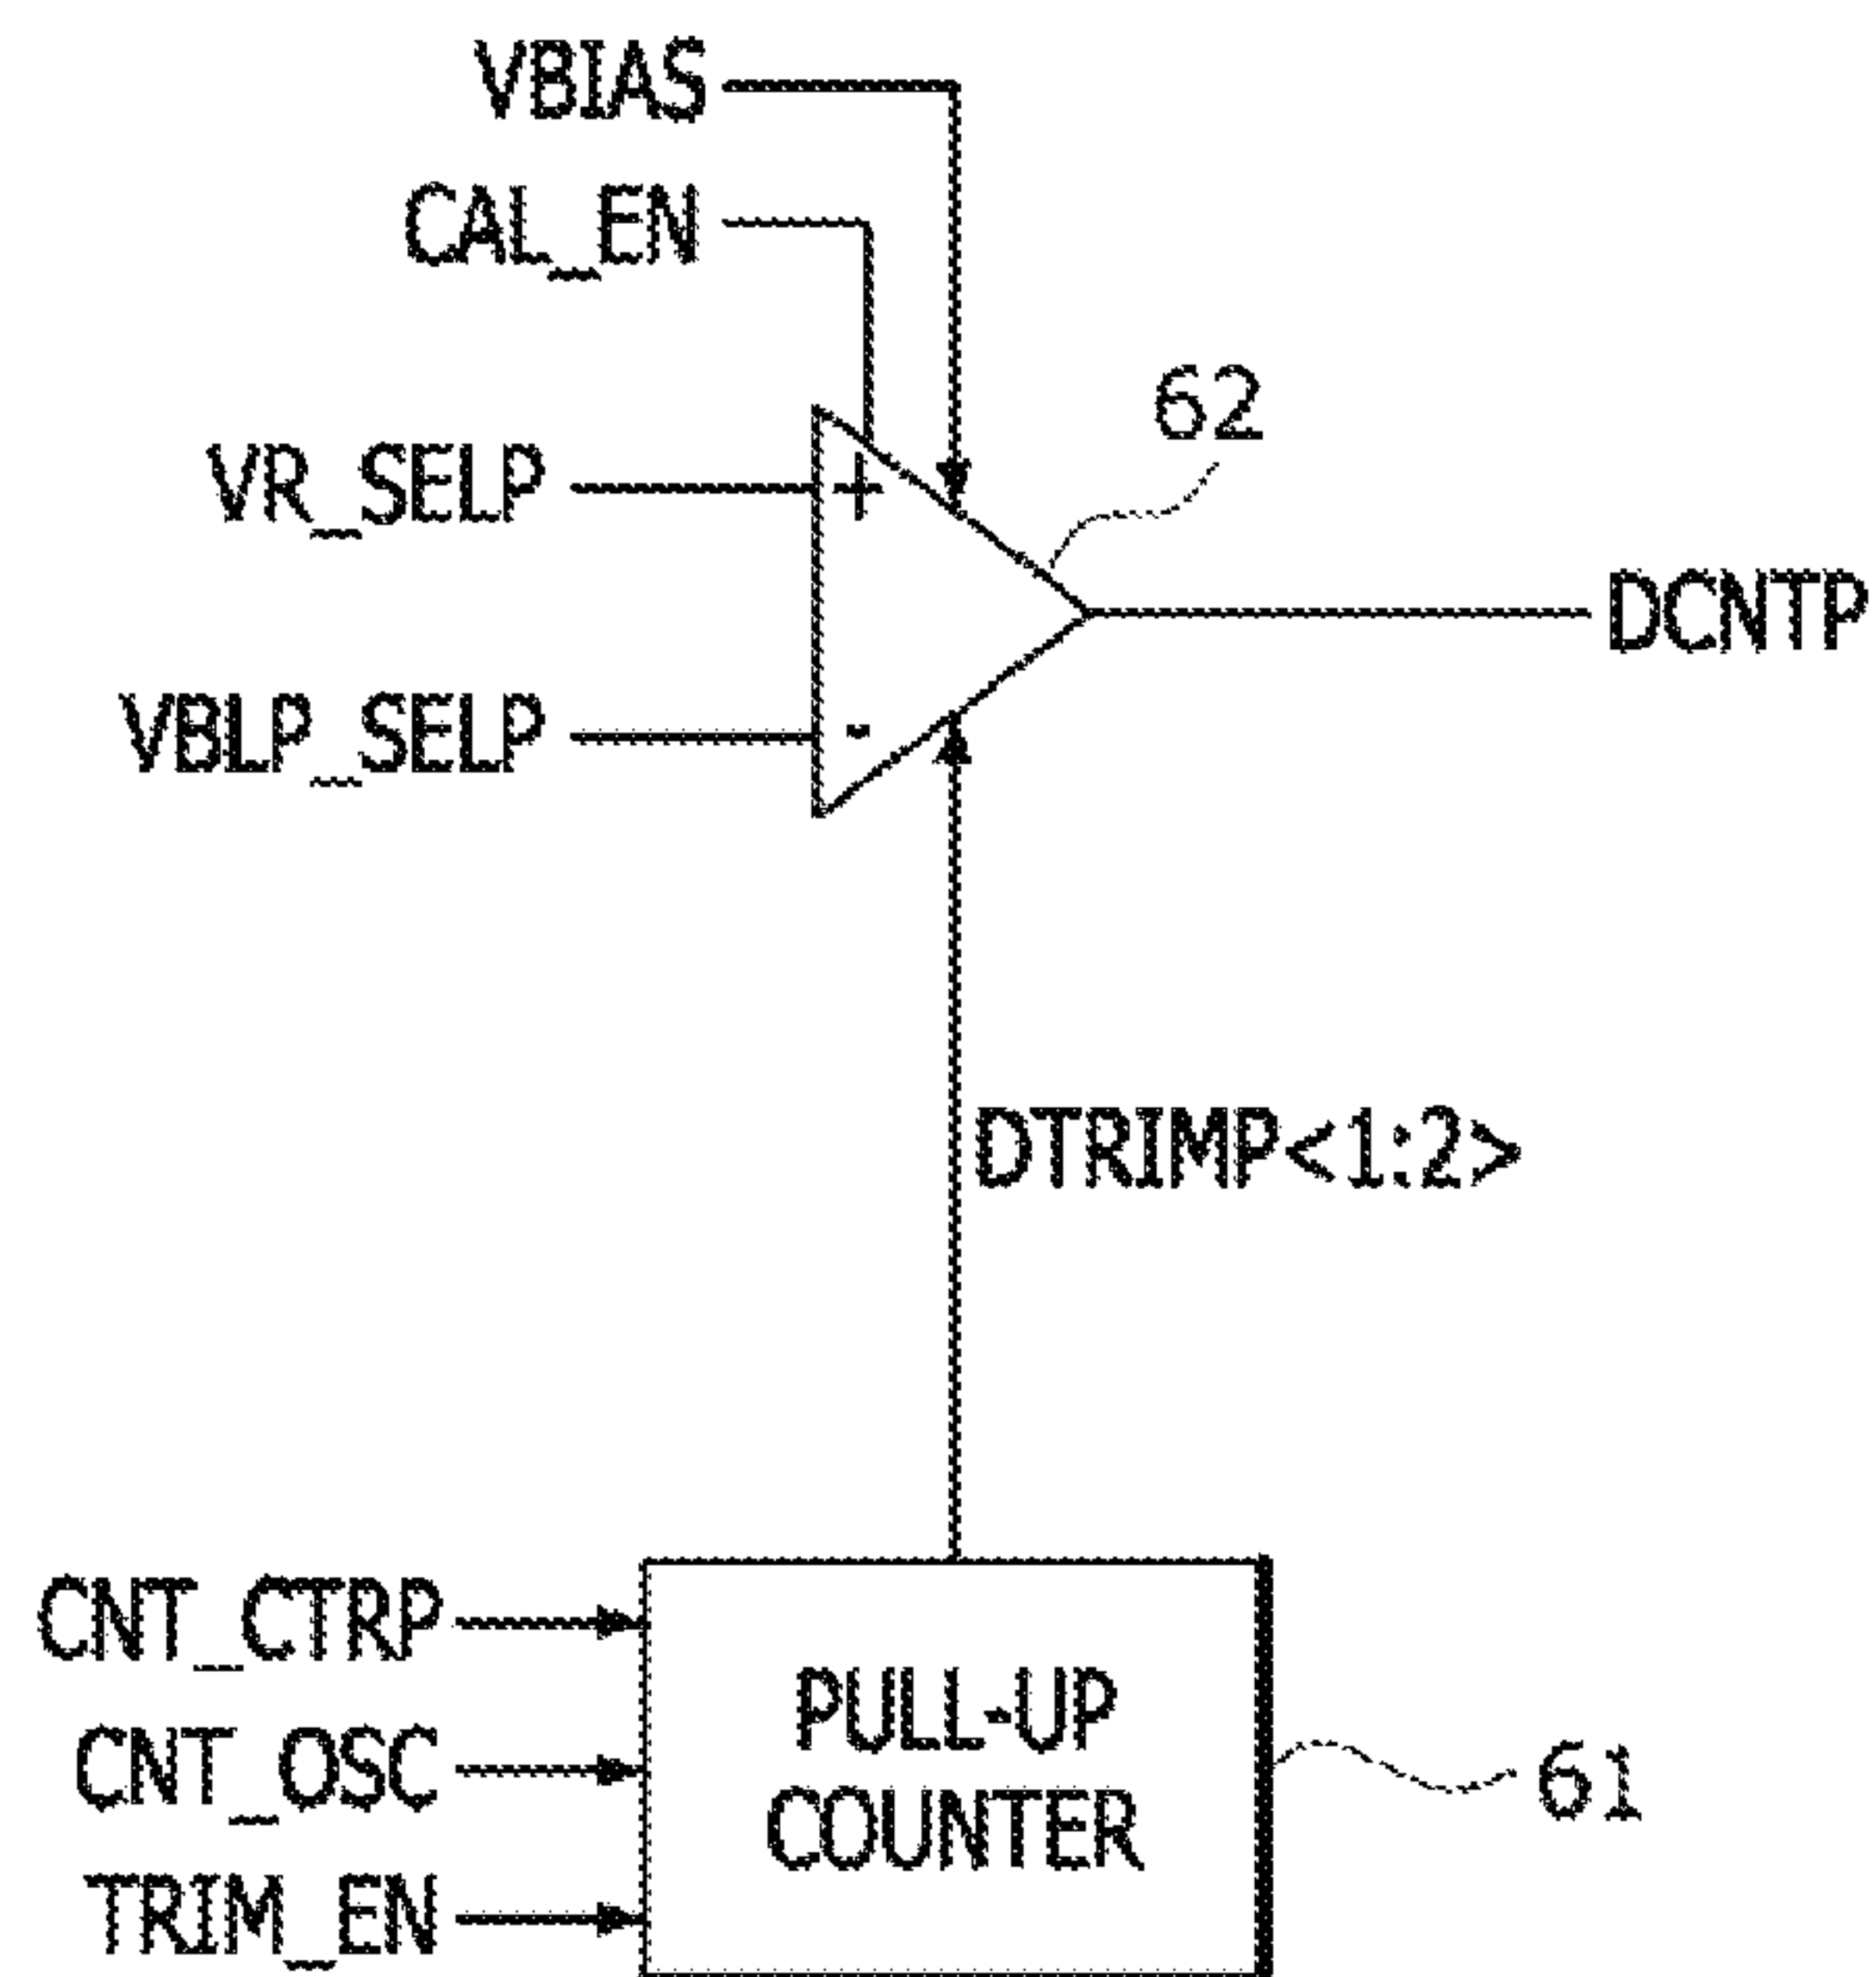 VBIAS
CAL_EN
62
VR_SELP
+
DCNTP
VBLP_SELP
-
DTRIMP<1:2>
CNT_CTRP
PULL-UP
CNT_OSC
61
COUNTER
TRIM_EN